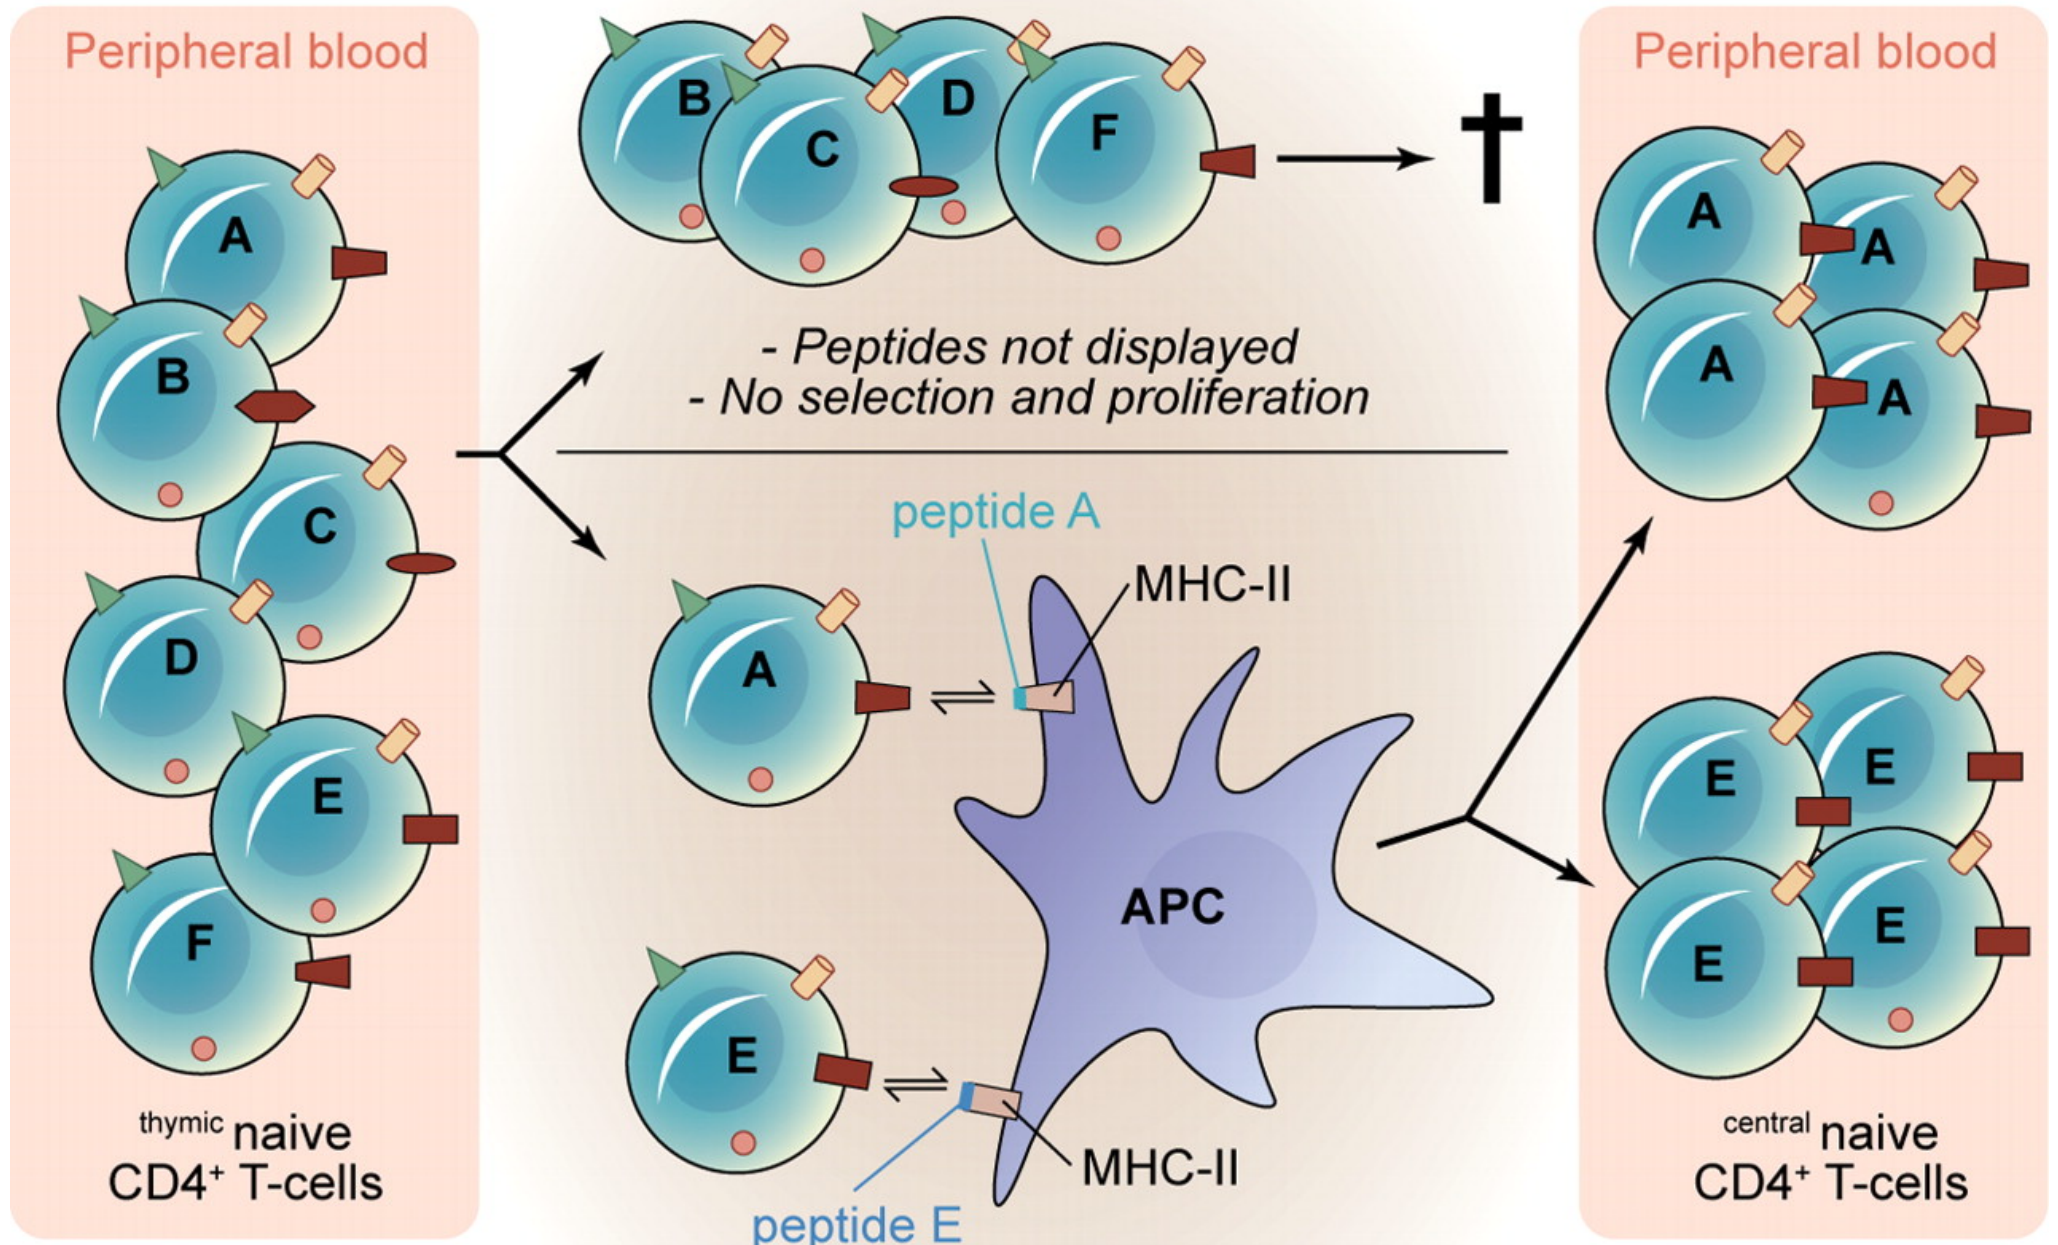 Peripheral blood
A
B
C
D
E
F
thymic naive
CD4+ T-cells
B
C
D
F
- Peptides not displayed
- No selection and proliferation
peptide A
MHC-II
A
APC
E
MHC-II
peptide E
Peripheral blood
A
A
A
A
E
E
E
E
central naive
CD4+ T-cells